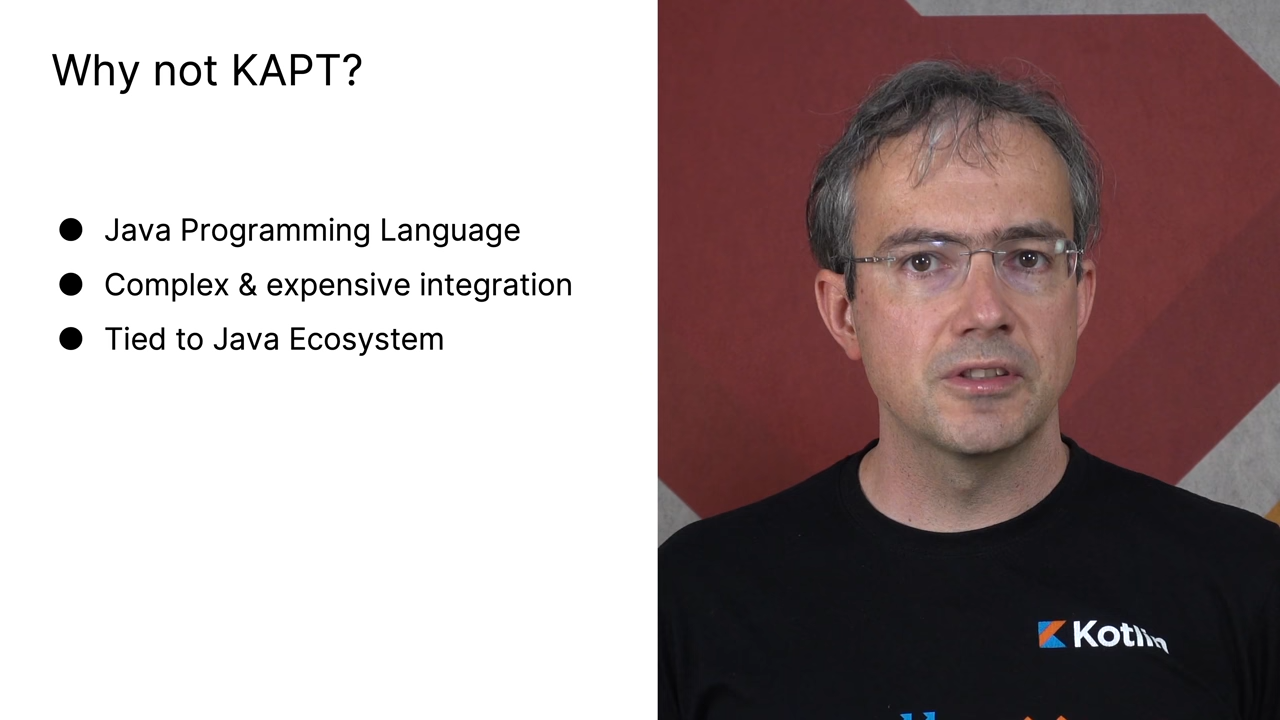 Why not KAPT?
● Java Programming Language
● Complex & expensive integration
● Tied to Java Ecosystem
Kotlin